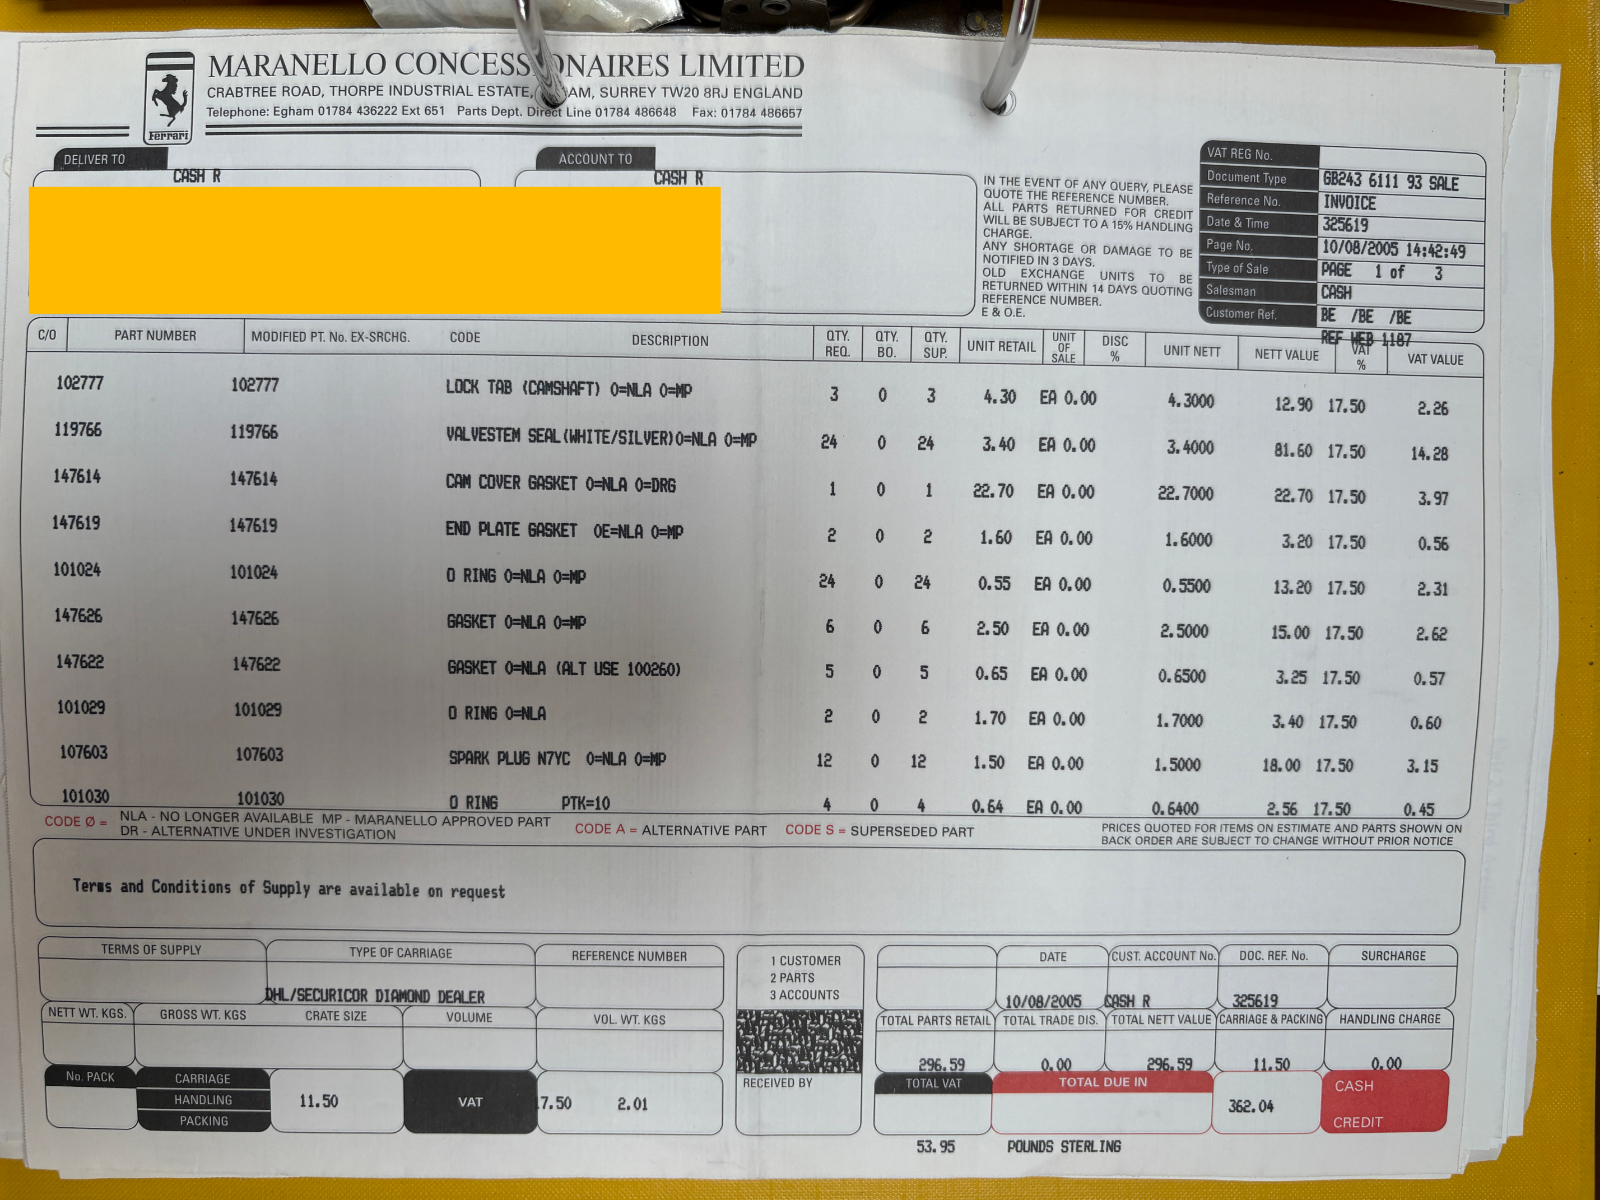 MARANELLO CONCESSIONAIRES LIMITED
CRABTREE ROAD, THORPE INDUSTRIAL ESTATE, EGHAM, SURREY TW20 8RJ ENGLAND
Telephone: Egham 01784 436222 Ext 651 Parts Dept. Direct Line 01784 486648 Fax: 01784 486657
Ferrari
DELIVER TO
CASH R
ACCOUNT TO
CASH R
IN THE EVENT OF ANY QUERY, PLEASE
QUOTE THE REFERENCE NUMBER.
ALL PARTS RETURNED FOR CREDIT
WILL BE SUBJECT TO A 15% HANDLING
CHARGE.
ANY SHORTAGE OR DAMAGE TO BE
NOTIFIED IN 3 DAYS.
OLD EXCHANGE UNITS TO BE
RETURNED WITHIN 14 DAYS QUOTING
REFERENCE NUMBER.
E & O.E.
VAT REG No.
Document Type GB243 6111 93 SALE
Reference No. INVOICE
Date & Time 325619
Page No. 10/08/2005 14:42:49
Type of Sale PAGE 1 of 3
Salesman CASH
Customer Ref. BE /BE /BE
REF WEB 1187
C/O PART NUMBER MODIFIED PT. No. EX-SRCHG. CODE DESCRIPTION QTY. REQ. QTY. BO. QTY. SUP. UNIT RETAIL UNIT OF SALE DISC % UNIT NETT NETT VALUE VAT % VAT VALUE
102777 102777 LOCK TAB (CAMSHAFT) O=NLA O=MP 3 0 3 4.30 EA 0.00 4.3000 12.90 17.50 2.26
119766 119766 VALVESTEM SEAL(WHITE/SILVER)O=NLA O=MP 24 0 24 3.40 EA 0.00 3.4000 81.60 17.50 14.28
147614 147614 CAM COVER GASKET O=NLA O=DRG 1 0 1 22.70 EA 0.00 22.7000 22.70 17.50 3.97
147619 147619 END PLATE GASKET OE=NLA O=MP 2 0 2 1.60 EA 0.00 1.6000 3.20 17.50 0.56
101024 101024 O RING O=NLA O=MP 24 0 24 0.55 EA 0.00 0.5500 13.20 17.50 2.31
147626 147626 GASKET O=NLA O=MP 6 0 6 2.50 EA 0.00 2.5000 15.00 17.50 2.62
147622 147622 GASKET O=NLA (ALT USE 100260) 5 0 5 0.65 EA 0.00 0.6500 3.25 17.50 0.57
101029 101029 O RING O=NLA 2 0 2 1.70 EA 0.00 1.7000 3.40 17.50 0.60
107603 107603 SPARK PLUG N7YC O=NLA O=MP 12 0 12 1.50 EA 0.00 1.5000 18.00 17.50 3.15
101030 101030 O RING PTK=10 4 0 4 0.64 EA 0.00 0.6400 2.56 17.50 0.45
CODE Ø = NLA - NO LONGER AVAILABLE MP - MARANELLO APPROVED PART
DR - ALTERNATIVE UNDER INVESTIGATION
CODE A = ALTERNATIVE PART CODE S = SUPERSEDED PART
PRICES QUOTED FOR ITEMS ON ESTIMATE AND PARTS SHOWN ON
BACK ORDER ARE SUBJECT TO CHANGE WITHOUT PRIOR NOTICE
Terms and Conditions of Supply are available on request
TERMS OF SUPPLY TYPE OF CARRIAGE REFERENCE NUMBER
DHL/SECURICOR DIAMOND DEALER
NETT WT. KGS. GROSS WT. KGS CRATE SIZE VOLUME VOL. WT. KGS
No. PACK
CARRIAGE
HANDLING
PACKING
11.50
VAT
17.50 2.01
1 CUSTOMER
2 PARTS
3 ACCOUNTS
RECEIVED BY
DATE CUST. ACCOUNT No. DOC. REF. No. SURCHARGE
10/08/2005 CASH R 325619
TOTAL PARTS RETAIL TOTAL TRADE DIS. TOTAL NETT VALUE CARRIAGE & PACKING HANDLING CHARGE
296.59 0.00 296.59 11.50 0.00
TOTAL VAT TOTAL DUE IN
362.04
CASH
CREDIT
53.95 POUNDS STERLING